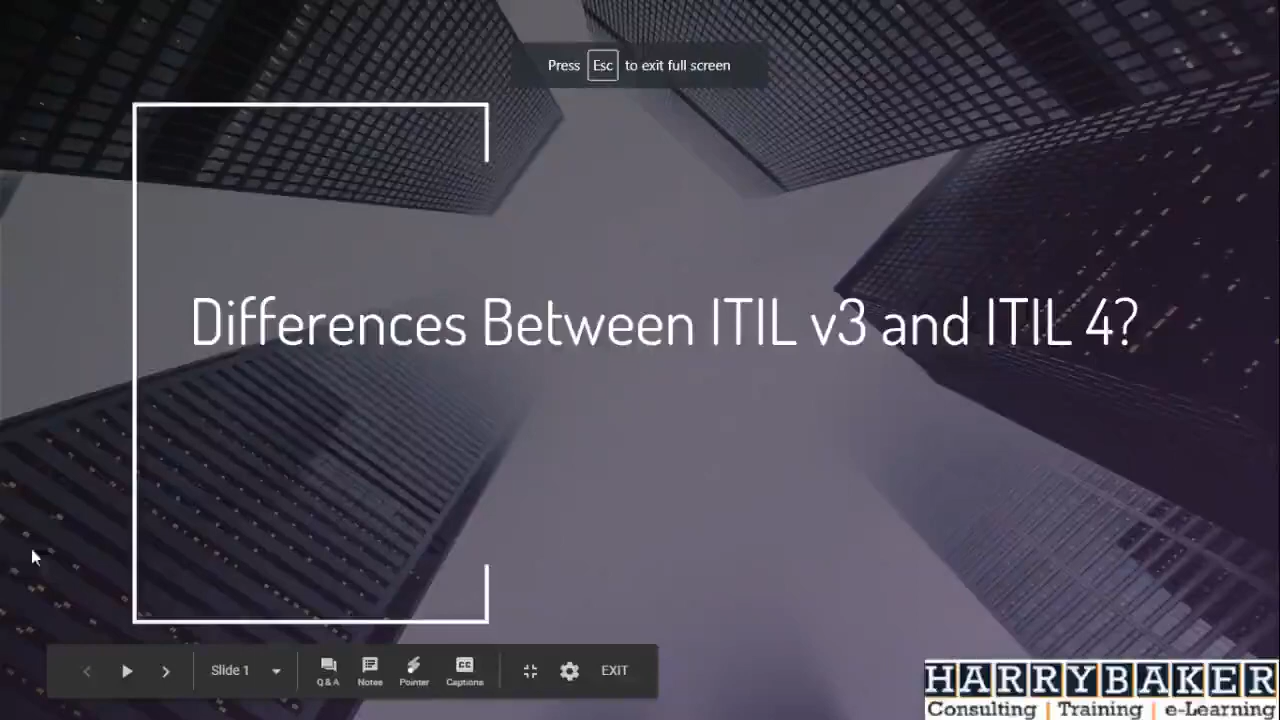 Press Esc to exit full screen
Differences Between ITIL v3 and ITIL 4?
Slide 1
Q & A
Notes
Pointer
Captions
EXIT
HARRYBAKER
Consulting | Training | e-Learning